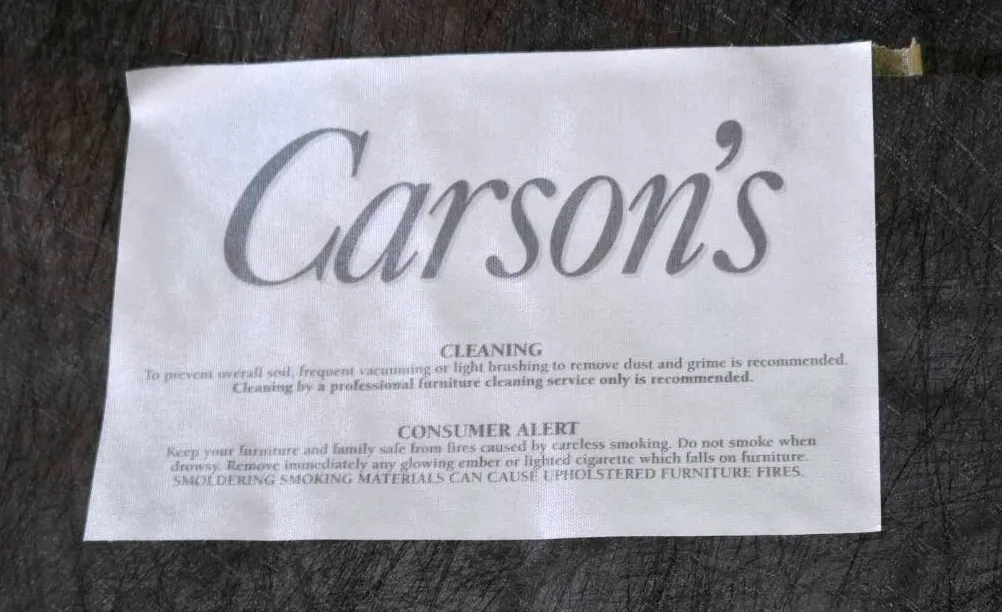 Carson's
CLEANING
To prevent overall soil, frequent vacuuming or light brushing to remove dust and grime is recommended.
Cleaning by a professional furniture cleaning service only is recommended.
CONSUMER ALERT
Keep your furniture and family safe from fires caused by careless smoking. Do not smoke when
drowsy. Remove immediately any glowing ember or lighted cigarette which falls on furniture.
SMOLDERING SMOKING MATERIALS CAN CAUSE UPHOLSTERED FURNITURE FIRES.